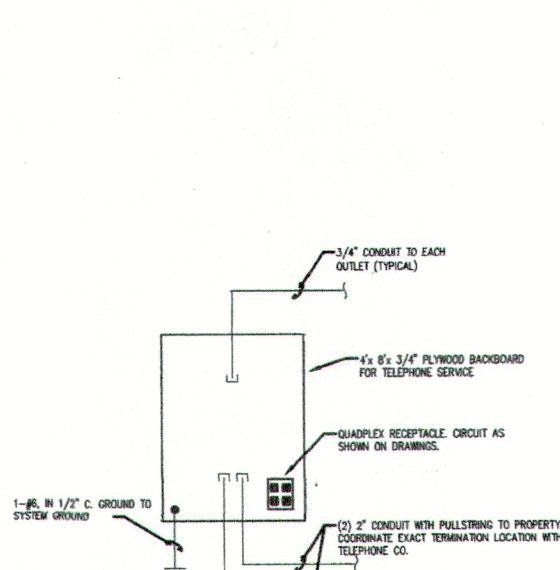 3/4" CONDUIT TO EACH
OUTLET (TYPICAL)
4'x 8'x 3/4" PLYWOOD BACKBOARD
FOR TELEPHONE SERVICE
QUADPLEX RECEPTACLE. CIRCUIT AS
SHOWN ON DRAWINGS.
1-#6, IN 1/2" C. GROUND TO
SYSTEM GROUND
(2) 2" CONDUIT WITH PULLSTRING TO PROPERTY
COORDINATE EXACT TERMINATION LOCATION WITH
TELEPHONE CO.